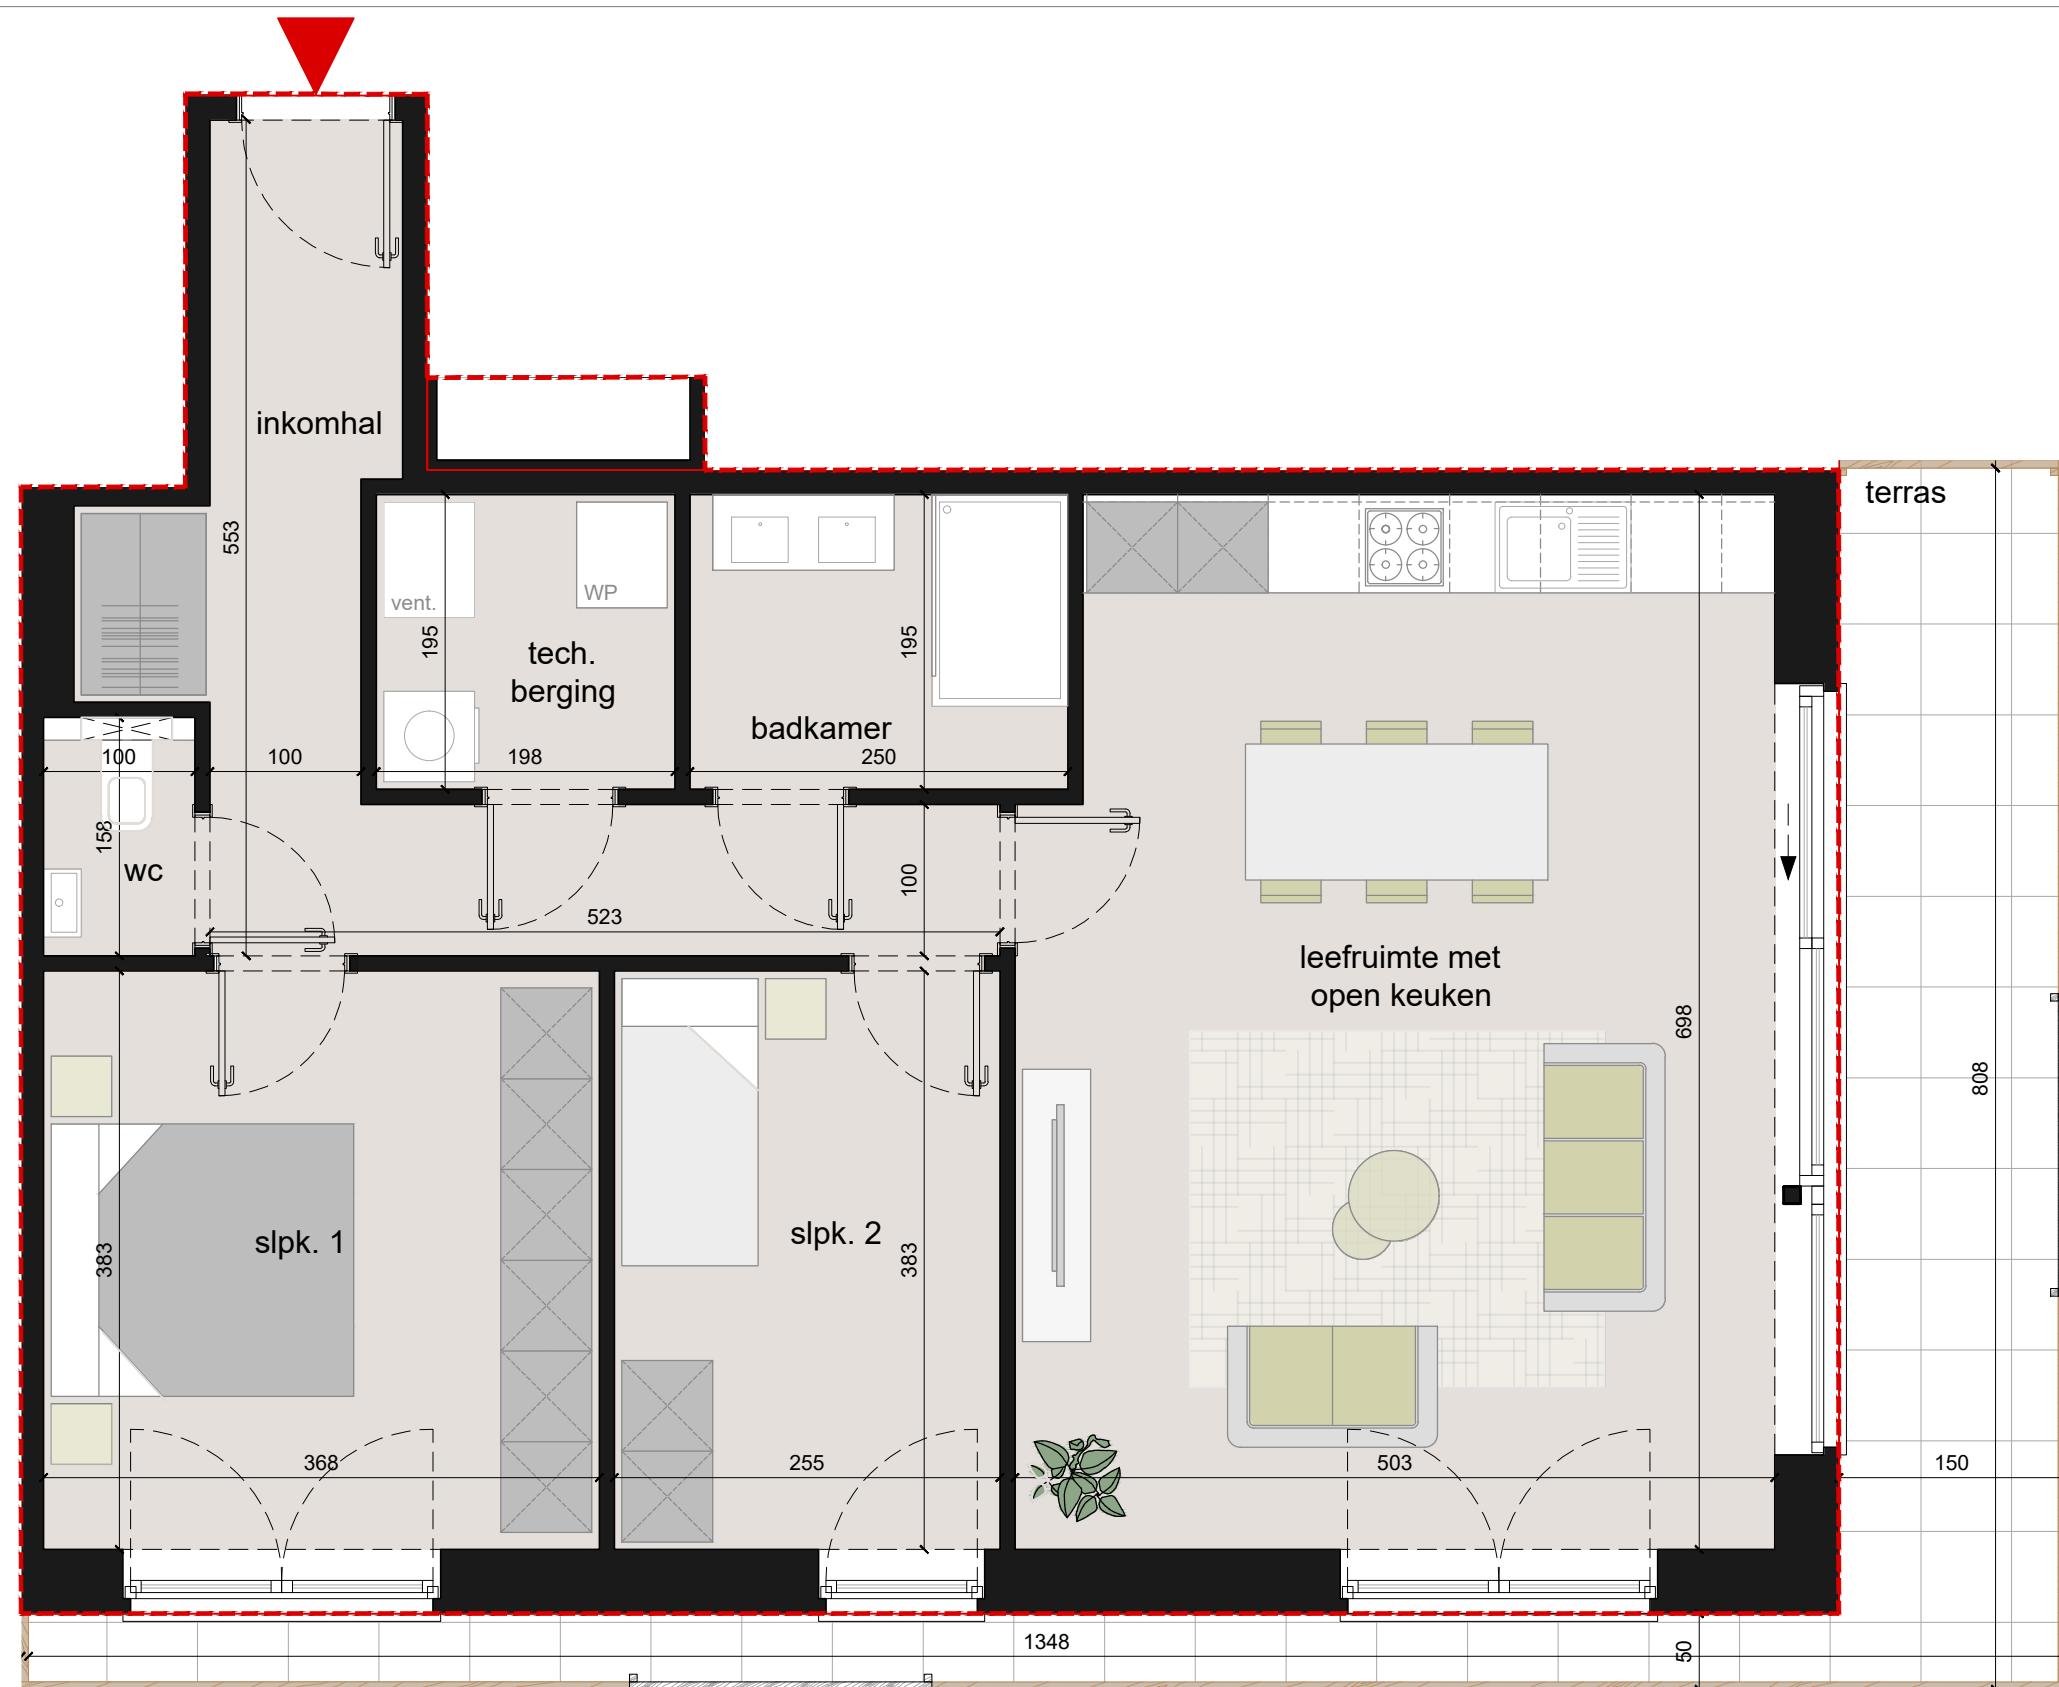 inkomhal
terras
553
vent.
WP
195
tech.
berging
195
badkamer
100
100
198
250
158
wc
100
523
leefruimte met
open keuken
698
808
slpk. 1
383
slpk. 2
383
368
255
503
150
1348
50